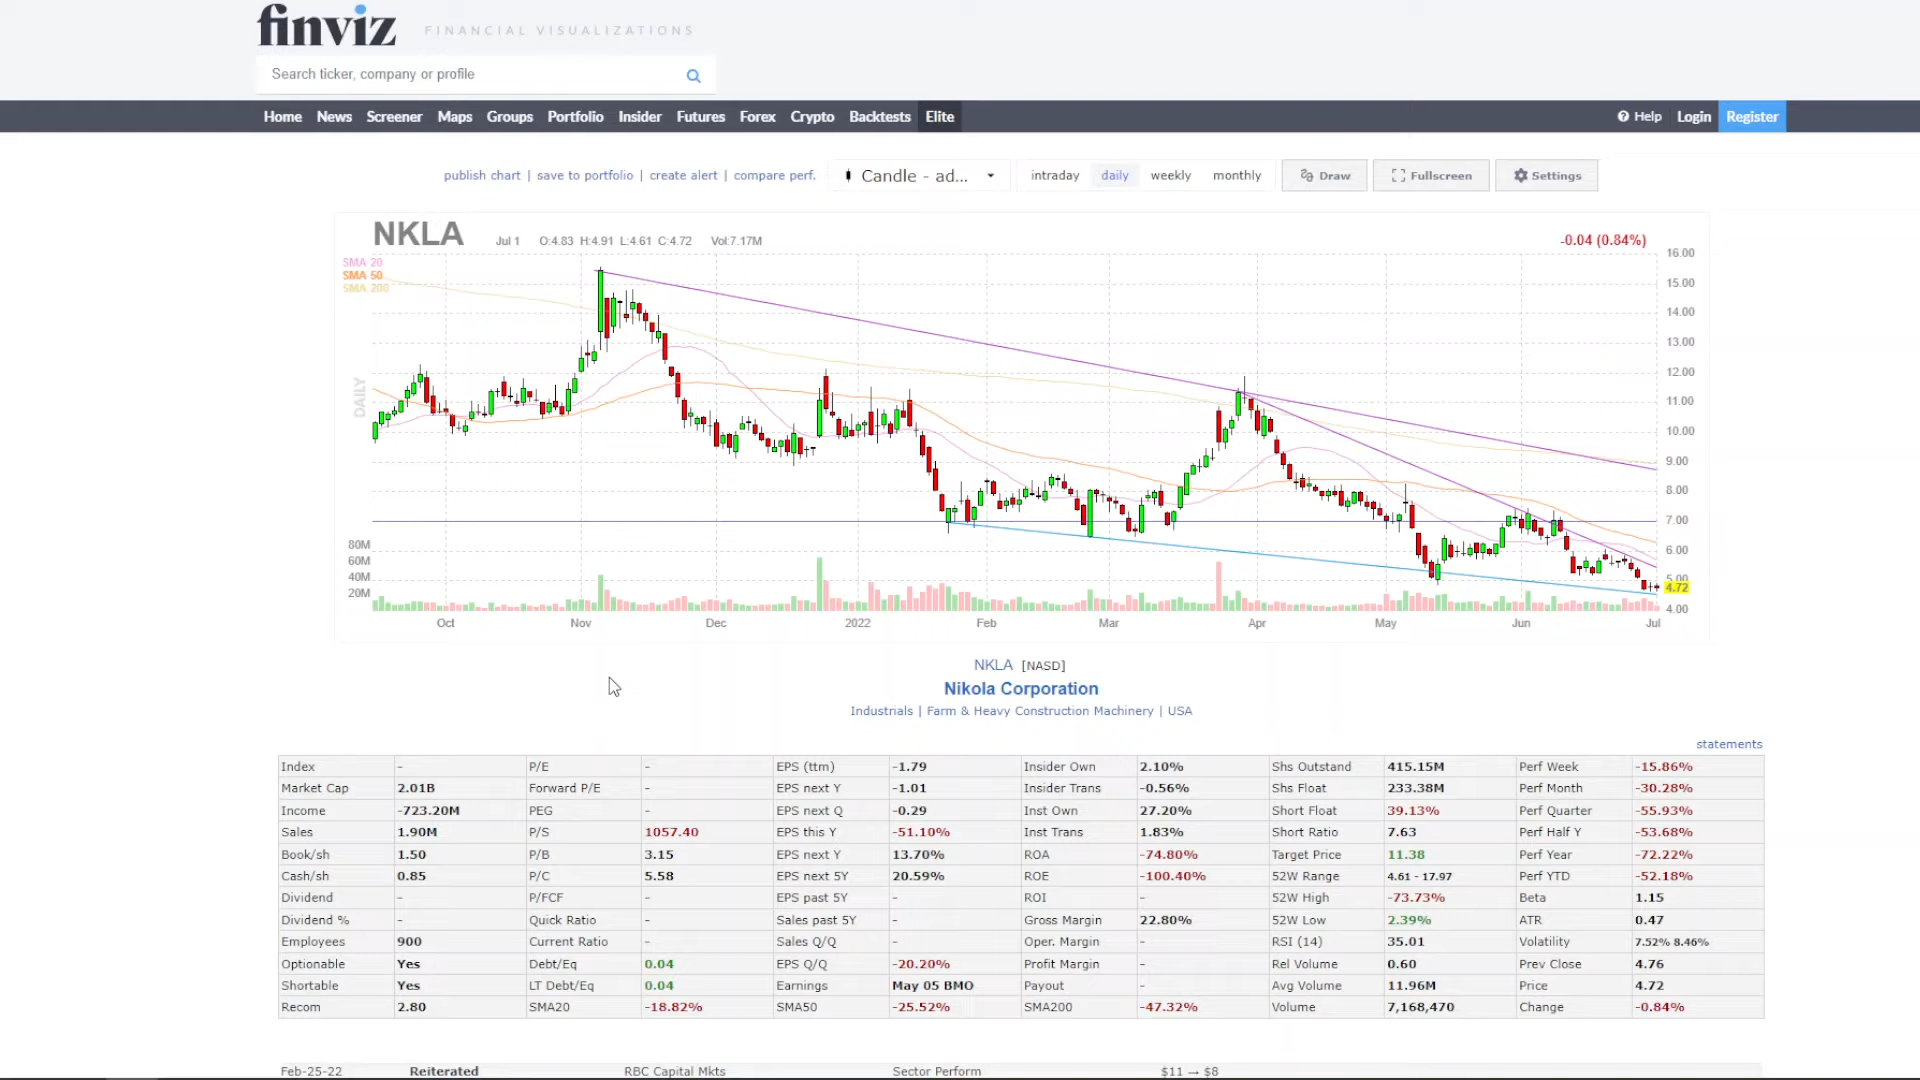 finviz FINANCIAL VISUALIZATIONS
Search ticker, company or profile
Home News Screener Maps Groups Portfolio Insider Futures Forex Crypto Backtests Elite Help Login Register
publish chart | save to portfolio | create alert | compare perf. Candle - ad... intraday daily weekly monthly Draw Fullscreen Settings
NKLA Jul 1 O:4.83 H:4.91 L:4.61 C:4.72 Vol:7.17M -0.04 (0.84%)
SMA 20
SMA 50
SMA 200
DAILY
16.00
15.00
14.00
13.00
12.00
11.00
10.00
9.00
8.00
7.00
6.00
5.00
4.72
4.00
80M
60M
40M
20M
Oct Nov Dec 2022 Feb Mar Apr May Jun Jul
NKLA [NASD]
Nikola Corporation
Industrials | Farm & Heavy Construction Machinery | USA
statements
Index - P/E - EPS (ttm) -1.79 Insider Own 2.10% Shs Outstand 415.15M Perf Week -15.86%
Market Cap 2.01B Forward P/E - EPS next Y -1.01 Insider Trans -0.56% Shs Float 233.38M Perf Month -30.28%
Income -723.20M PEG - EPS next Q -0.29 Inst Own 27.20% Short Float 39.13% Perf Quarter -55.93%
Sales 1.90M P/S 1057.40 EPS this Y -51.10% Inst Trans 1.83% Short Ratio 7.63 Perf Half Y -53.68%
Book/sh 1.50 P/B 3.15 EPS next Y 13.70% ROA -74.80% Target Price 11.38 Perf Year -72.22%
Cash/sh 0.85 P/C 5.58 EPS next 5Y 20.59% ROE -100.40% 52W Range 4.61 - 17.97 Perf YTD -52.18%
Dividend - P/FCF - EPS past 5Y - ROI - 52W High -73.73% Beta 1.15
Dividend % - Quick Ratio - Sales past 5Y - Gross Margin 22.80% 52W Low 2.39% ATR 0.47
Employees 900 Current Ratio - Sales Q/Q - Oper. Margin - RSI (14) 35.01 Volatility 7.52% 8.46%
Optionable Yes Debt/Eq 0.04 EPS Q/Q -20.20% Profit Margin - Rel Volume 0.60 Prev Close 4.76
Shortable Yes LT Debt/Eq 0.04 Earnings May 05 BMO Payout - Avg Volume 11.96M Price 4.72
Recom 2.80 SMA20 -18.82% SMA50 -25.52% SMA200 -47.32% Volume 7,168,470 Change -0.84%
Feb-25-22 Reiterated RBC Capital Mkts Sector Perform $11 → $8